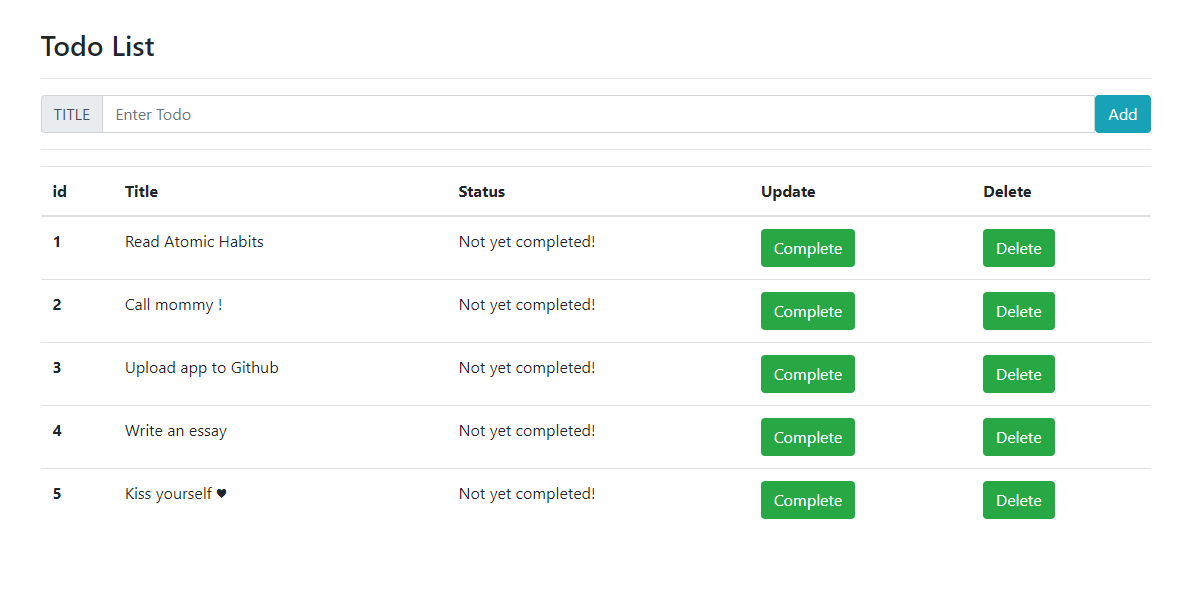 Todo List
TITLE Enter Todo Add
id Title Status Update Delete
1 Read Atomic Habits Not yet completed! Complete Delete
2 Call mommy ! Not yet completed! Complete Delete
3 Upload app to Github Not yet completed! Complete Delete
4 Write an essay Not yet completed! Complete Delete
5 Kiss yourself ♥ Not yet completed! Complete Delete